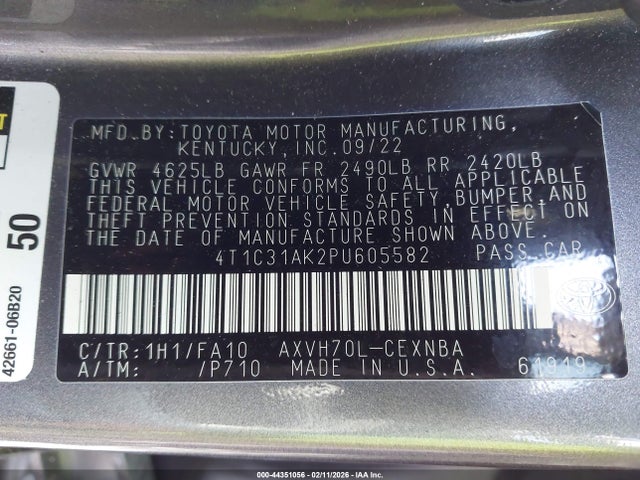 MFD.BY:TOYOTA MOTOR MANUFACTURING,
KENTUCKY,INC.09/22
GVWR 4625LB GAWR FR 2490LB RR 2420LB
THIS VEHICLE CONFORMS TO ALL APPLICABLE
FEDERAL MOTOR VEHICLE SAFETY,BUMPER,AND
THEFT PREVENTION STANDARDS IN EFFECT ON
THE DATE OF MANUFACTURE SHOWN ABOVE.
4T1C31AK2PU605582 PASS.CAR
C/TR:1H1/FA10 AXVH70L-CEXNBA
A/TM: /P710 MADE IN U.S.A. 61919
50
42661-06B20
000-44351056 - 02/11/2026 - © IAA Inc.